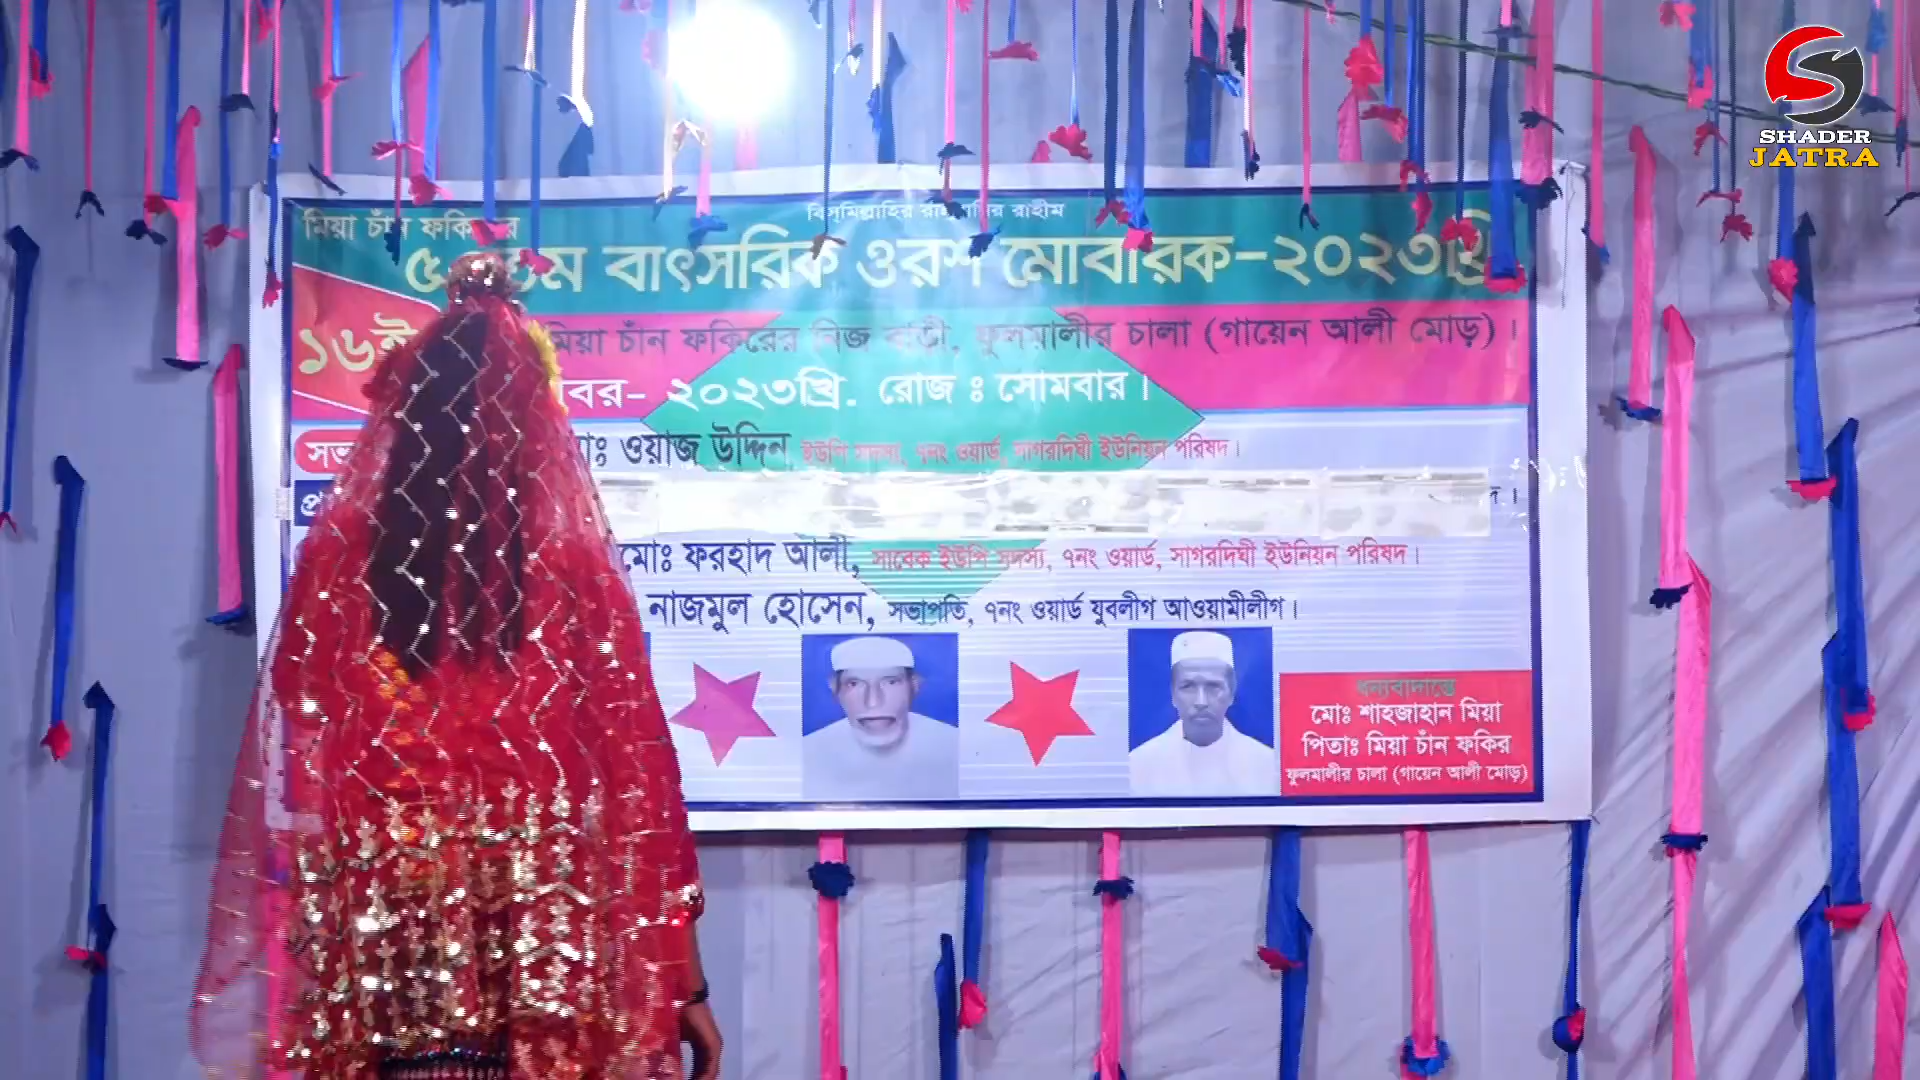 SHADER
JATRA
বিস্‌মিল্লাহির রাহমানির রাহীম
মিয়া চাঁন ফকিরের
বাৎসরিক ওরশ মোবারক-২০২৩খ্রি
১৬ই
মিয়া চাঁন ফকিরের নিজ বাড়ী, ফুলমালীর চালা (গায়েন আলী মোড়)।
২০২৩খ্রি. রোজ ঃ সোমবার।
ওয়াজ উদ্দিন, ইউপি সদস্য, ৭নং ওয়ার্ড, সাগরদিঘী ইউনিয়ন পরিষদ।
মোঃ ফরহাদ আলী, সাবেক ইউপি সদস্য, ৭নং ওয়ার্ড, সাগরদিঘী ইউনিয়ন পরিষদ।
নাজমুল হোসেন, সভাপতি, ৭নং ওয়ার্ড যুবলীগ আওয়ামীলীগ।
ধন্যবাদান্তে
মোঃ শাহজাহান মিয়া
পিতাঃ মিয়া চাঁন ফকির
ফুলমালীর চালা (গায়েন আলী মোড়)